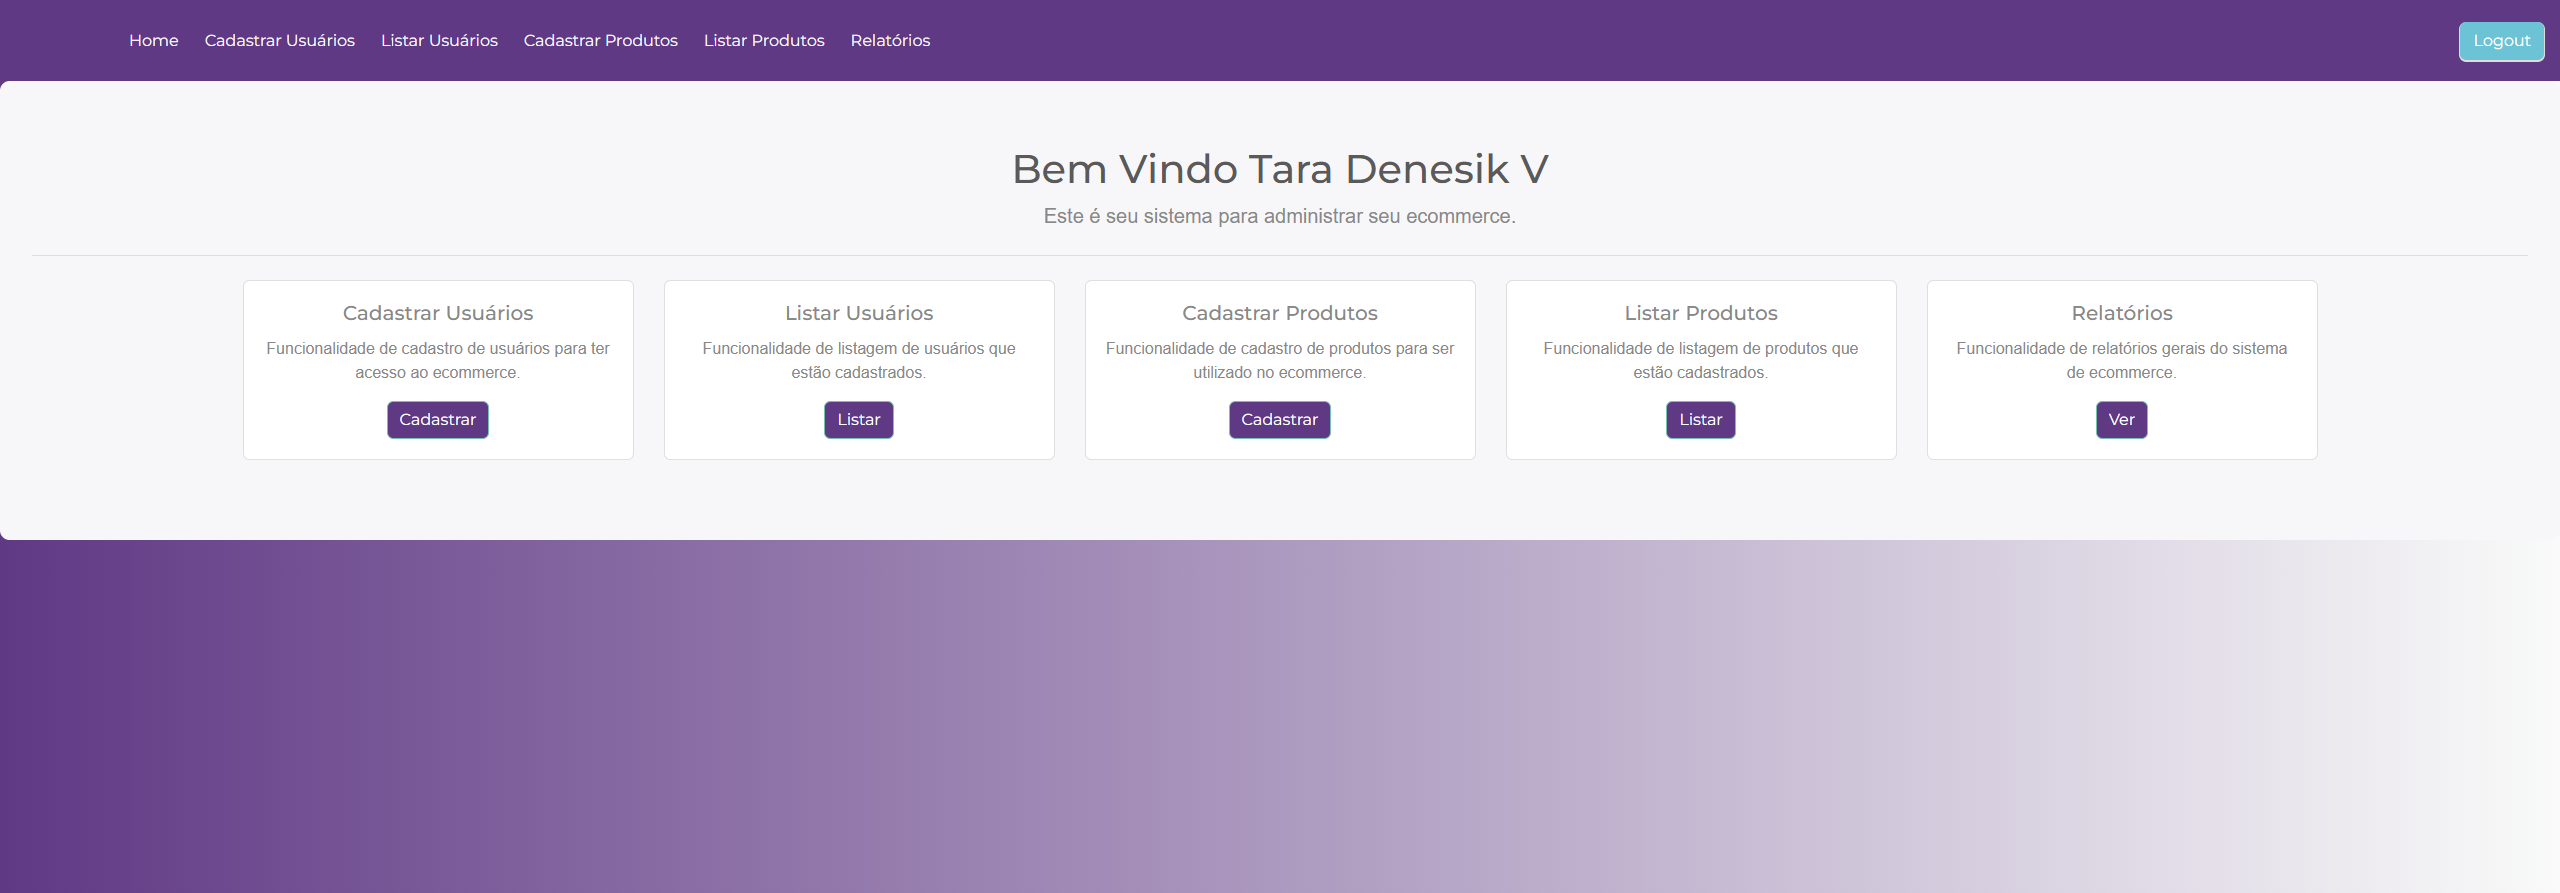 Home Cadastrar Usuários Listar Usuários Cadastrar Produtos Listar Produtos Relatórios Logout
Bem Vindo Tara Denesik V
Este é seu sistema para administrar seu ecommerce.
Cadastrar Usuários
Funcionalidade de cadastro de usuários para ter
acesso ao ecommerce.
Cadastrar
Listar Usuários
Funcionalidade de listagem de usuários que
estão cadastrados.
Listar
Cadastrar Produtos
Funcionalidade de cadastro de produtos para ser
utilizado no ecommerce.
Cadastrar
Listar Produtos
Funcionalidade de listagem de produtos que
estão cadastrados.
Listar
Relatórios
Funcionalidade de relatórios gerais do sistema
de ecommerce.
Ver